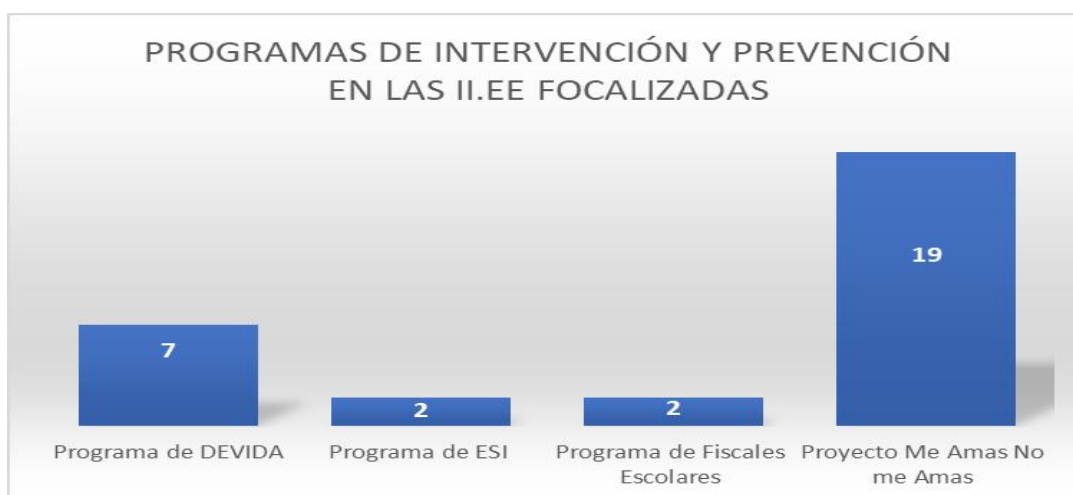 PROGRAMAS DE INTERVENCIÓN Y PREVENCIÓN
EN LAS II.EE FOCALIZADAS
7
2
2
19
Programa de DEVIDA
Programa de ESI
Programa de Fiscales
Escolares
Proyecto Me Amas No
me Amas